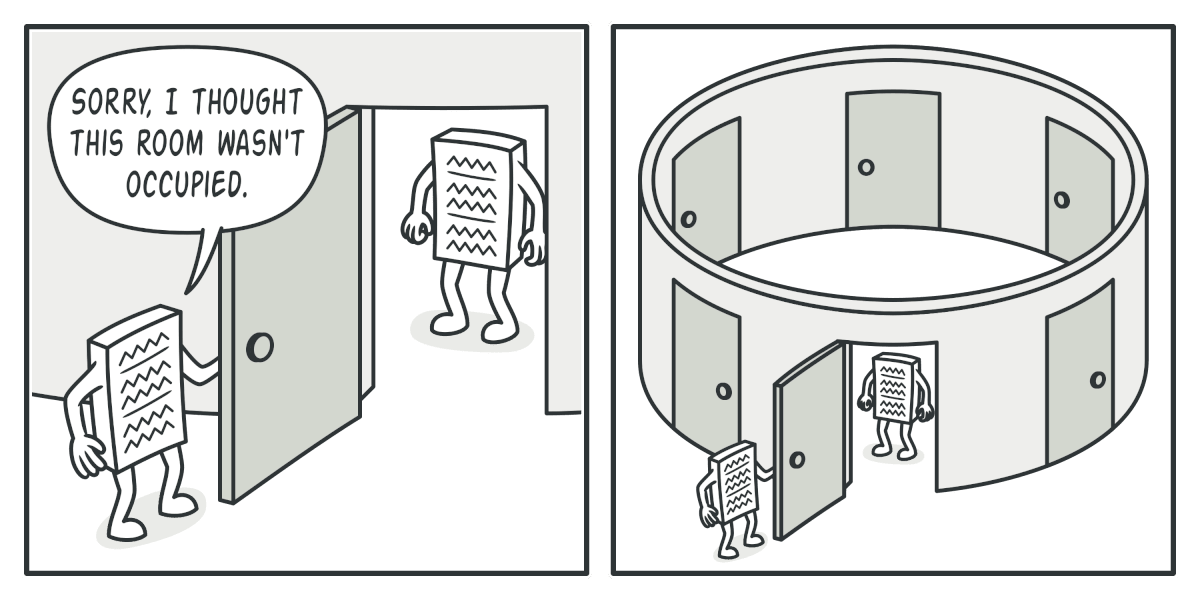 SORRY, I THOUGHT
THIS ROOM WASN'T
OCCUPIED.